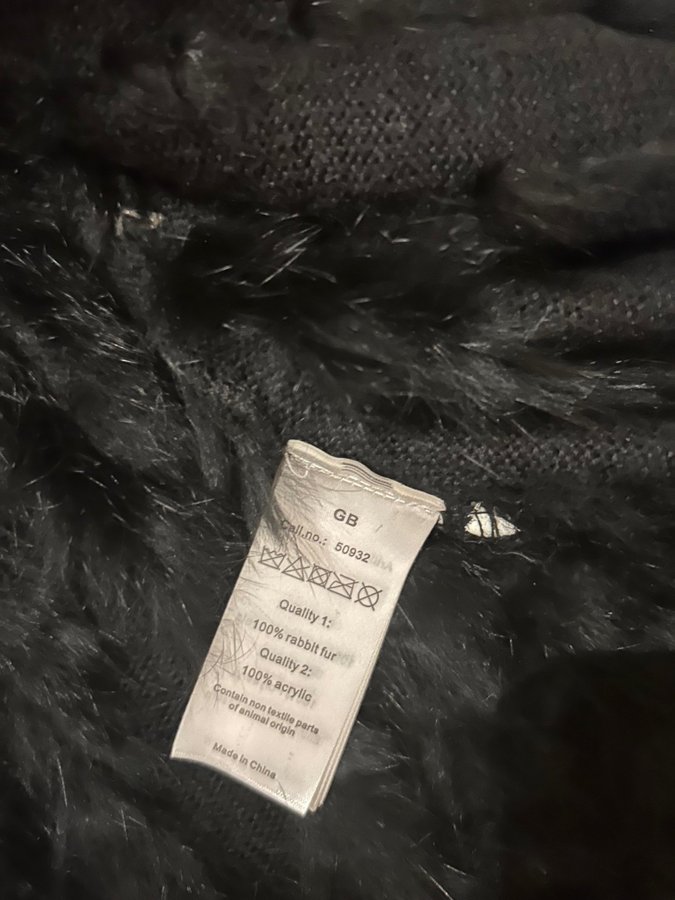 GB
Call.no.: 50932
Quality 1:
100% rabbit fur
Quality 2:
100% acrylic
Contain non textile parts
of animal origin
Made in China